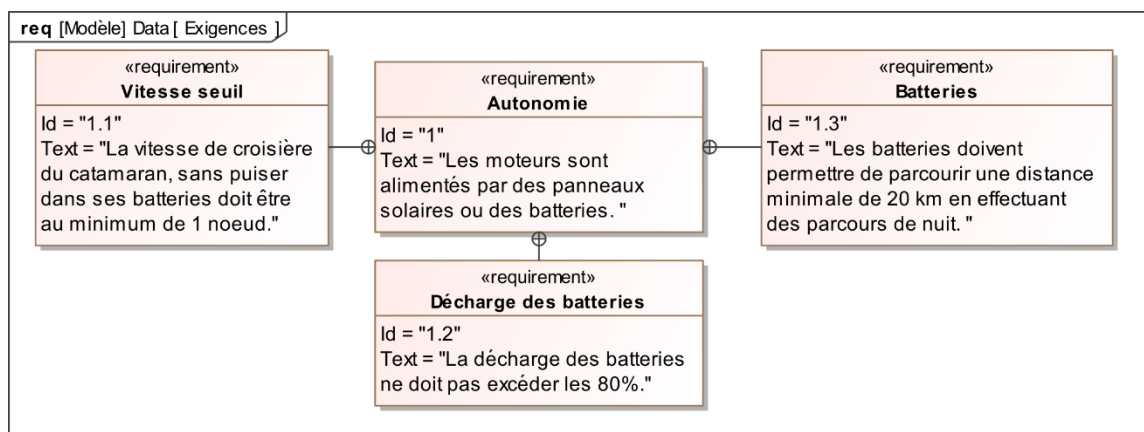 req [Modèle] Data [ Exigences ]
«requirement»
Vitesse seuil
Id = "1.1"
Text = "La vitesse de croisière
du catamaran, sans puiser
dans ses batteries doit être
au minimum de 1 noeud."
«requirement»
Autonomie
Id = "1"
Text = "Les moteurs sont
alimentés par des panneaux
solaires ou des batteries. "
«requirement»
Batteries
Id = "1.3"
Text = "Les batteries doivent
permettre de parcourir une distance
minimale de 20 km en effectuant
des parcours de nuit. "
«requirement»
Décharge des batteries
Id = "1.2"
Text = "La décharge des batteries
ne doit pas excéder les 80%."